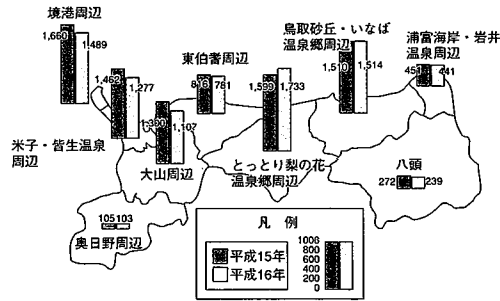 境港周辺
1,660
1,489
米子・皆生温泉
周辺
1,462
1,277
大山周辺
1,300
1,107
東伯耆周辺
816
781
とっとり梨の花
温泉郷周辺
1,599
1,733
鳥取砂丘・いなば
温泉郷周辺
1,510
1,514
浦富海岸・岩井
温泉周辺
451
441
八頭
272
239
奥日野周辺
105
103
凡例
平成15年
平成16年
1000
800
600
400
200
0